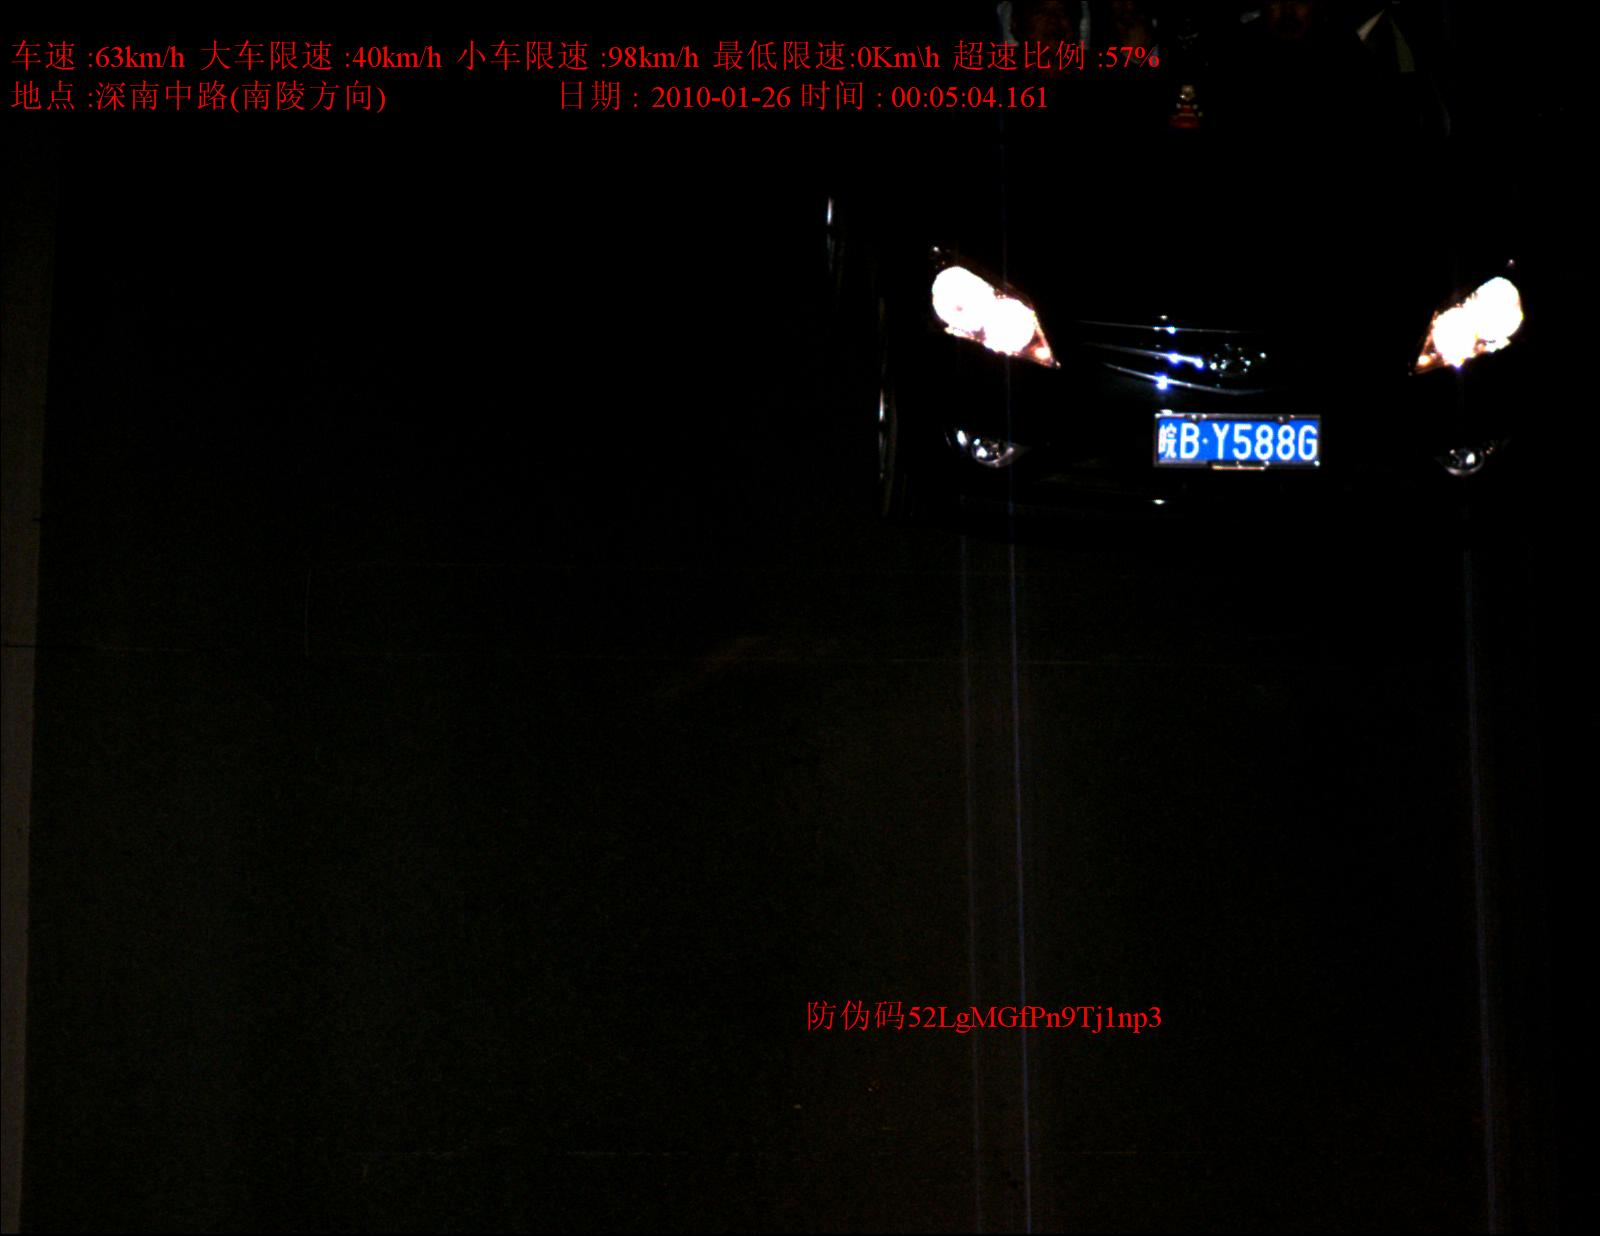 车速:63km/h 大车限速:40km/h 小车限速:98km/h 最低限速:0Km\h 超速比例:57%
地点:深南中路(南陵方向) 日期: 2010-01-26 时间: 00:05:04.161
皖B·Y588G
防伪码52LgMGfPn9Tj1np3